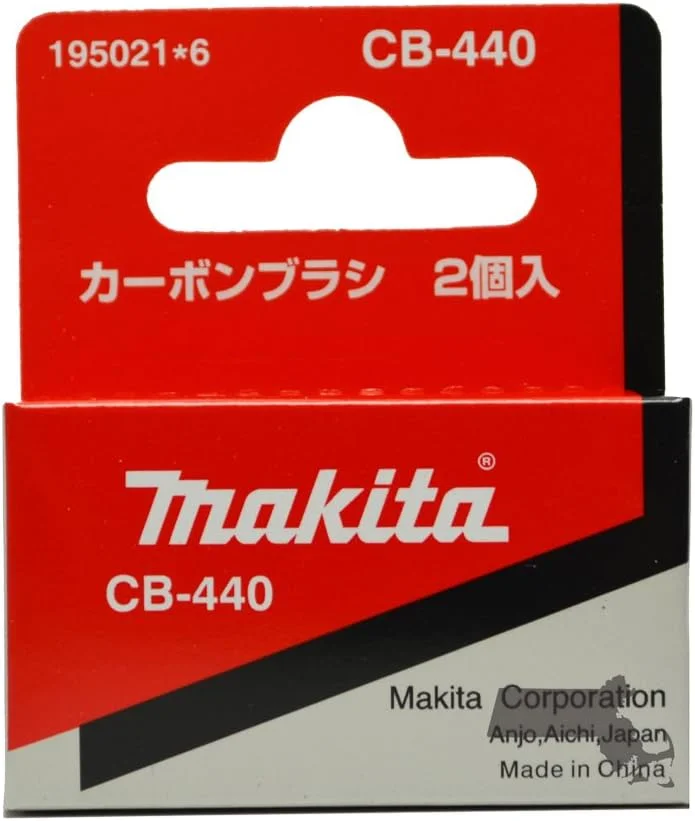 195021*6 CB-440
カーボンブラシ 2個入
makita®
CB-440
Makita Corporation
Anjo,Aichi,Japan
Made in China